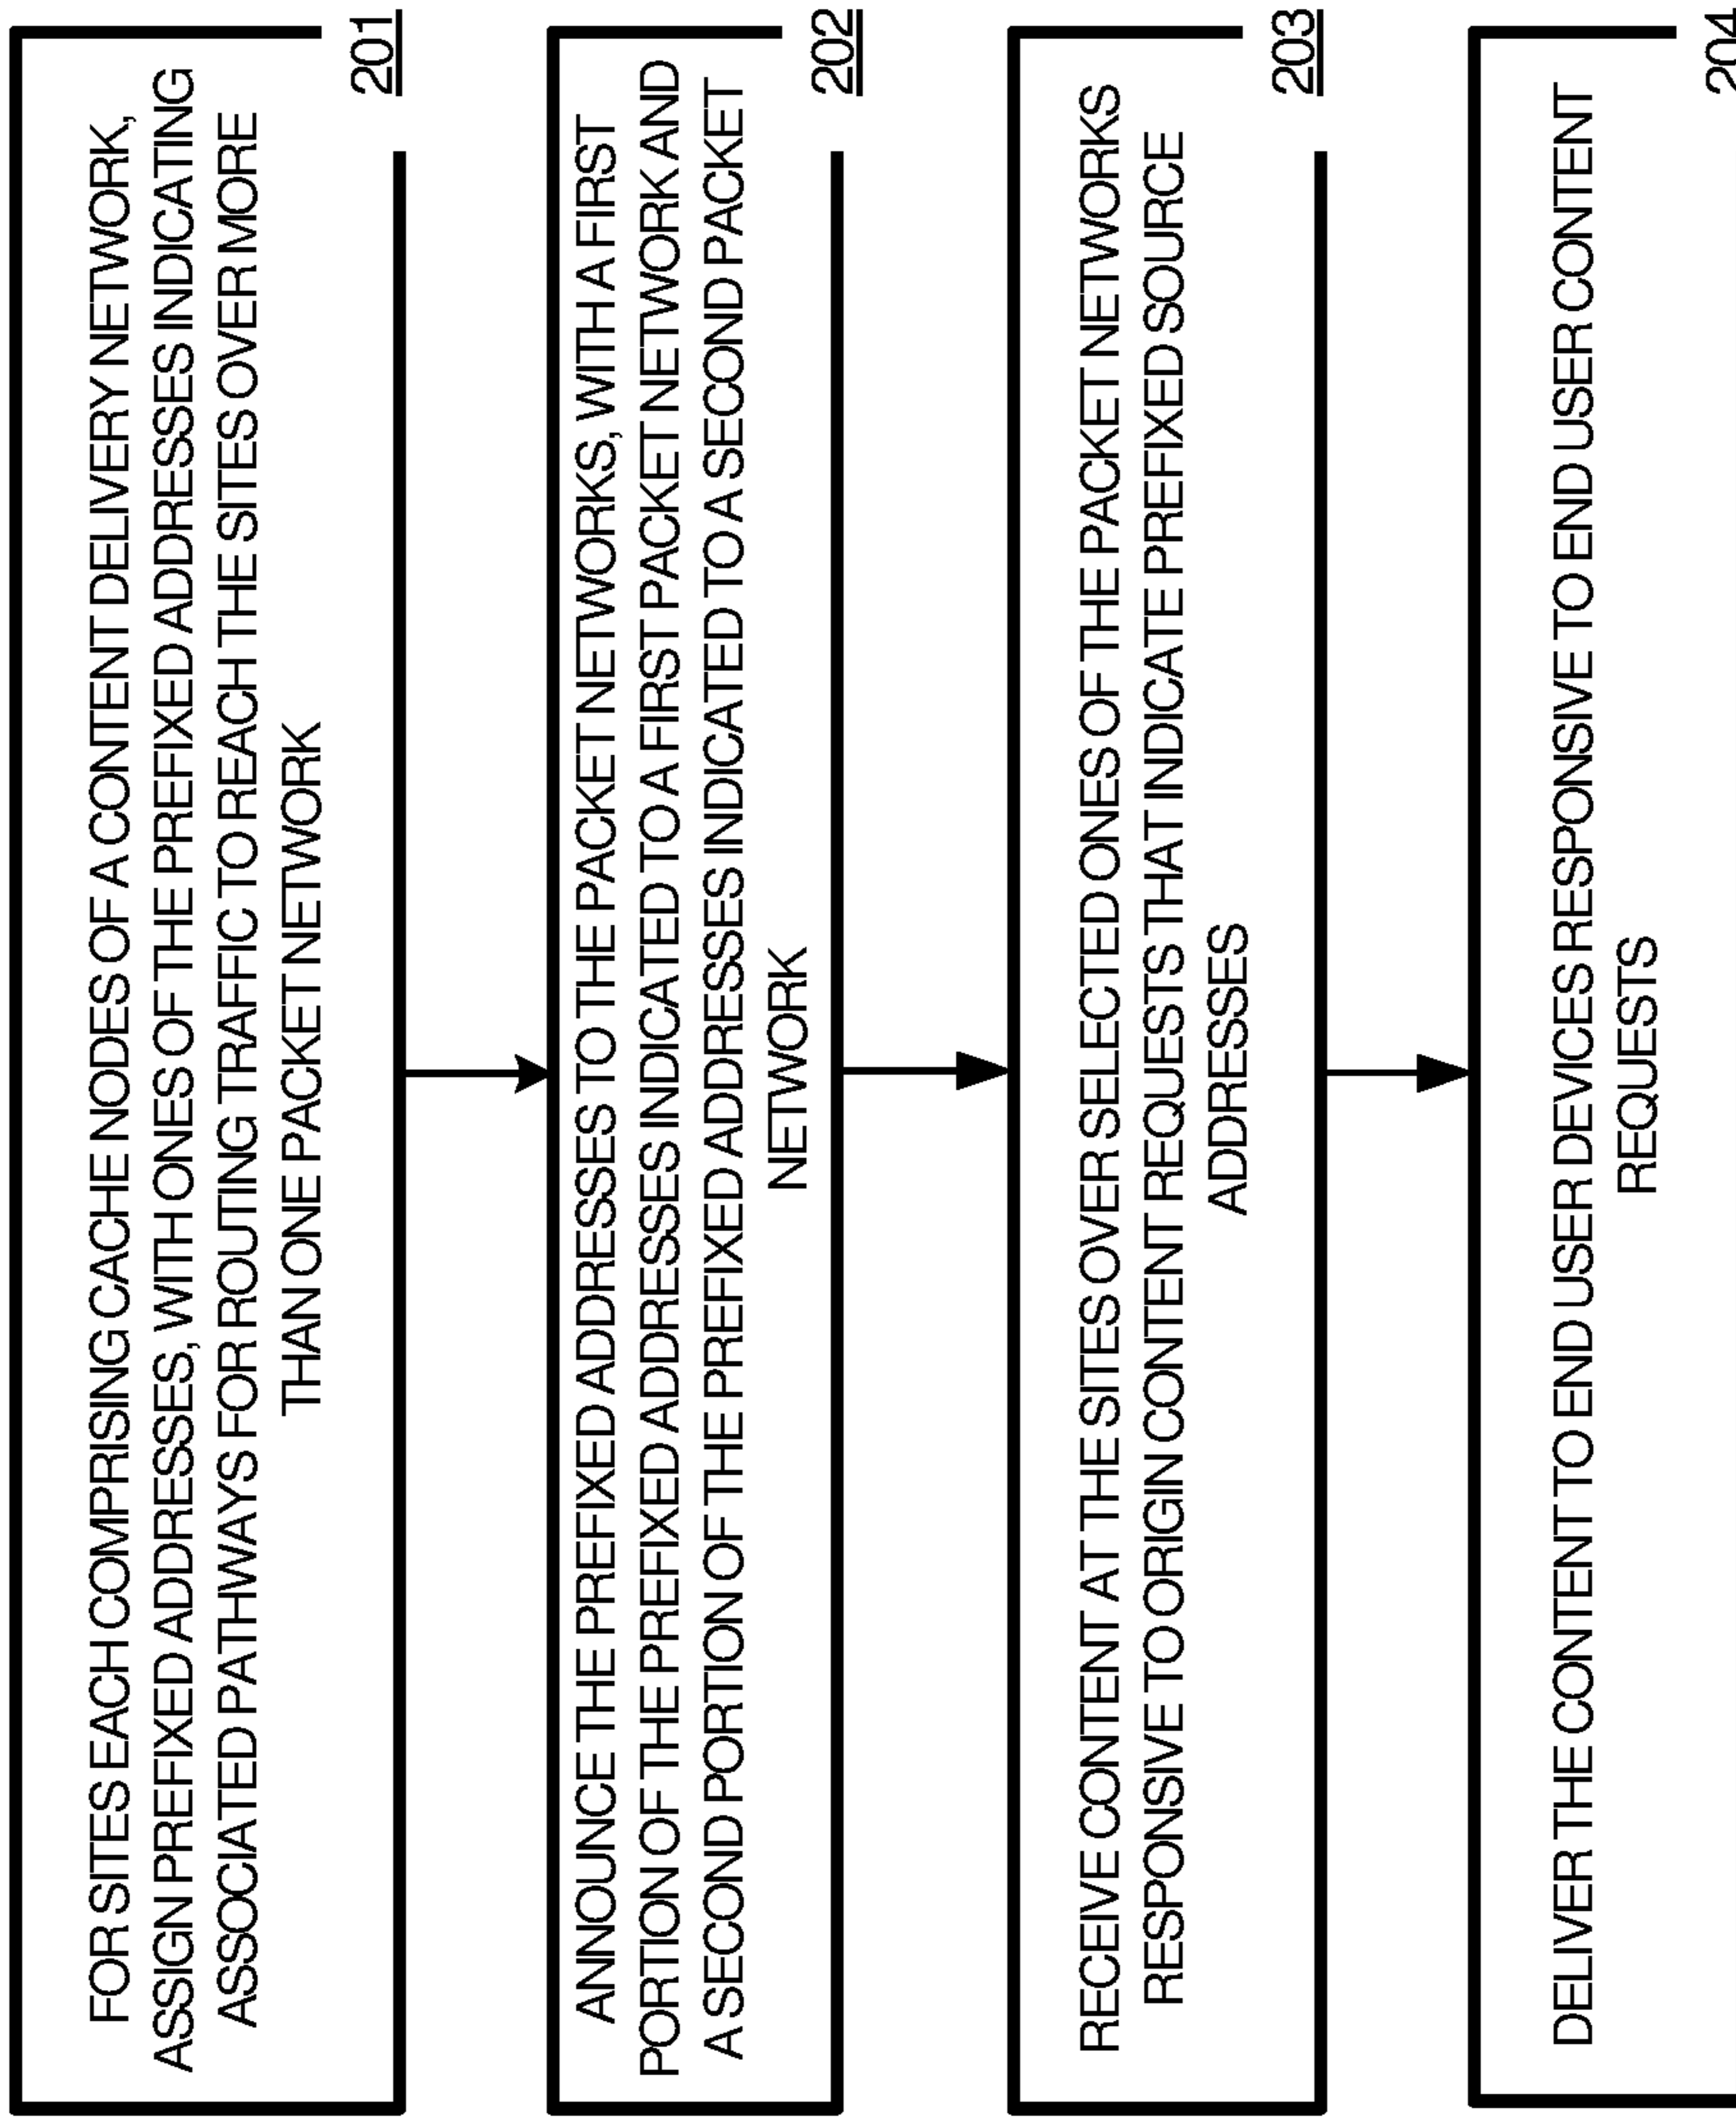 FOR SITES EACH COMPRISING CACHE NODES OF A CONTENT DELIVERY NETWORK,
ASSIGN PREFIXED ADDRESSES, WITH ONES OF THE PREFIXED ADDRESSES INDICATING
ASSOCIATED PATHWAYS FOR ROUTING TRAFFIC TO REACH THE SITES OVER MORE
THAN ONE PACKET NETWORK
201
ANNOUNCE THE PREFIXED ADDRESSES TO THE PACKET NETWORKS, WITH A FIRST
PORTION OF THE PREFIXED ADDRESSES INDICATED TO A FIRST PACKET NETWORK AND
A SECOND PORTION OF THE PREFIXED ADDRESSES INDICATED TO A SECOND PACKET
NETWORK
202
RECEIVE CONTENT AT THE SITES OVER SELECTED ONES OF THE PACKET NETWORKS
RESPONSIVE TO ORIGIN CONTENT REQUESTS THAT INDICATE PREFIXED SOURCE
ADDRESSES
203
DELIVER THE CONTENT TO END USER DEVICES RESPONSIVE TO END USER CONTENT
REQUESTS
204